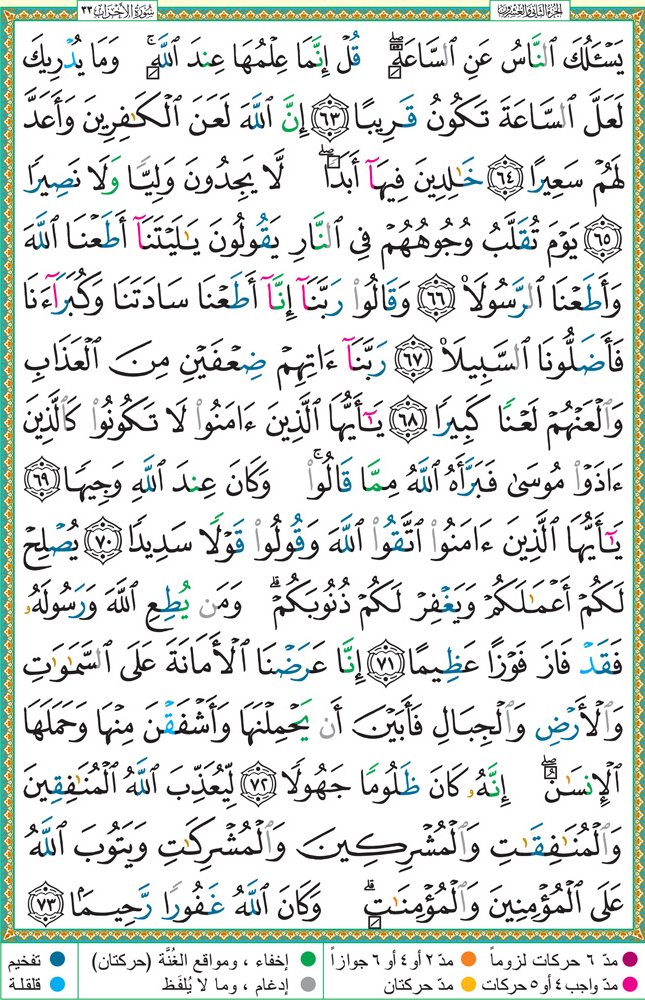 سُورَةُ الأَحْزَابِ ٣٣
الجزء الثاني والعشرون
يَسْـَٔلُكَ ٱلنَّاسُ عَنِ ٱلسَّاعَةِۖ قُلْ إِنَّمَا عِلْمُهَا عِندَ ٱللَّهِۚ وَمَا يُدْرِيكَ
لَعَلَّ ٱلسَّاعَةَ تَكُونُ قَرِيبًا ٦٣ إِنَّ ٱللَّهَ لَعَنَ ٱلْكَٰفِرِينَ وَأَعَدَّ
لَهُمْ سَعِيرًا ٦٤ خَٰلِدِينَ فِيهَآ أَبَدًاۖ لَّا يَجِدُونَ وَلِيًّا وَلَا نَصِيرًا
٦٥ يَوْمَ تُقَلَّبُ وُجُوهُهُمْ فِى ٱلنَّارِ يَقُولُونَ يَٰلَيْتَنَآ أَطَعْنَا ٱللَّهَ
وَأَطَعْنَا ٱلرَّسُولَا۠ ٦٦ وَقَالُوا۟ رَبَّنَآ إِنَّآ أَطَعْنَا سَادَتَنَا وَكُبَرَآءَنَا
فَأَضَلُّونَا ٱلسَّبِيلَا۠ ٦٧ رَبَّنَآ ءَاتِهِمْ ضِعْفَيْنِ مِنَ ٱلْعَذَابِ
وَٱلْعَنْهُمْ لَعْنًا كَبِيرًا ٦٨ يَٰٓأَيُّهَا ٱلَّذِينَ ءَامَنُوا۟ لَا تَكُونُوا۟ كَٱلَّذِينَ
ءَاذَوْا۟ مُوسَىٰ فَبَرَّأَهُ ٱللَّهُ مِمَّا قَالُوا۟ۚ وَكَانَ عِندَ ٱللَّهِ وَجِيهًا ٦٩
يَٰٓأَيُّهَا ٱلَّذِينَ ءَامَنُوا۟ ٱتَّقُوا۟ ٱللَّهَ وَقُولُوا۟ قَوْلًا سَدِيدًا ٧٠ يُصْلِحْ
لَكُمْ أَعْمَٰلَكُمْ وَيَغْفِرْ لَكُمْ ذُنُوبَكُمْۗ وَمَن يُطِعِ ٱللَّهَ وَرَسُولَهُۥ
فَقَدْ فَازَ فَوْزًا عَظِيمًا ٧١ إِنَّا عَرَضْنَا ٱلْأَمَانَةَ عَلَى ٱلسَّمَٰوَٰتِ
وَٱلْأَرْضِ وَٱلْجِبَالِ فَأَبَيْنَ أَن يَحْمِلْنَهَا وَأَشْفَقْنَ مِنْهَا وَحَمَلَهَا
ٱلْإِنسَٰنُۖ إِنَّهُۥ كَانَ ظَلُومًا جَهُولًا ٧٢ لِّيُعَذِّبَ ٱللَّهُ ٱلْمُنَٰفِقِينَ
وَٱلْمُنَٰفِقَٰتِ وَٱلْمُشْرِكِينَ وَٱلْمُشْرِكَٰتِ وَيَتُوبَ ٱللَّهُ
عَلَى ٱلْمُؤْمِنِينَ وَٱلْمُؤْمِنَٰتِۗ وَكَانَ ٱللَّهُ غَفُورًا رَّحِيمًا ٧٣
مدّ ٦ حركات لزوماً مدّ ٢ أو ٤ أو ٦ جوازاً إخفاء ، ومواقع الغُنَّة (حركتان) تفخيم
مدّ واجب ٤ أو ٥ حركات مدّ حركتان إدغام ، وما لا يُلفَظ قلقلة